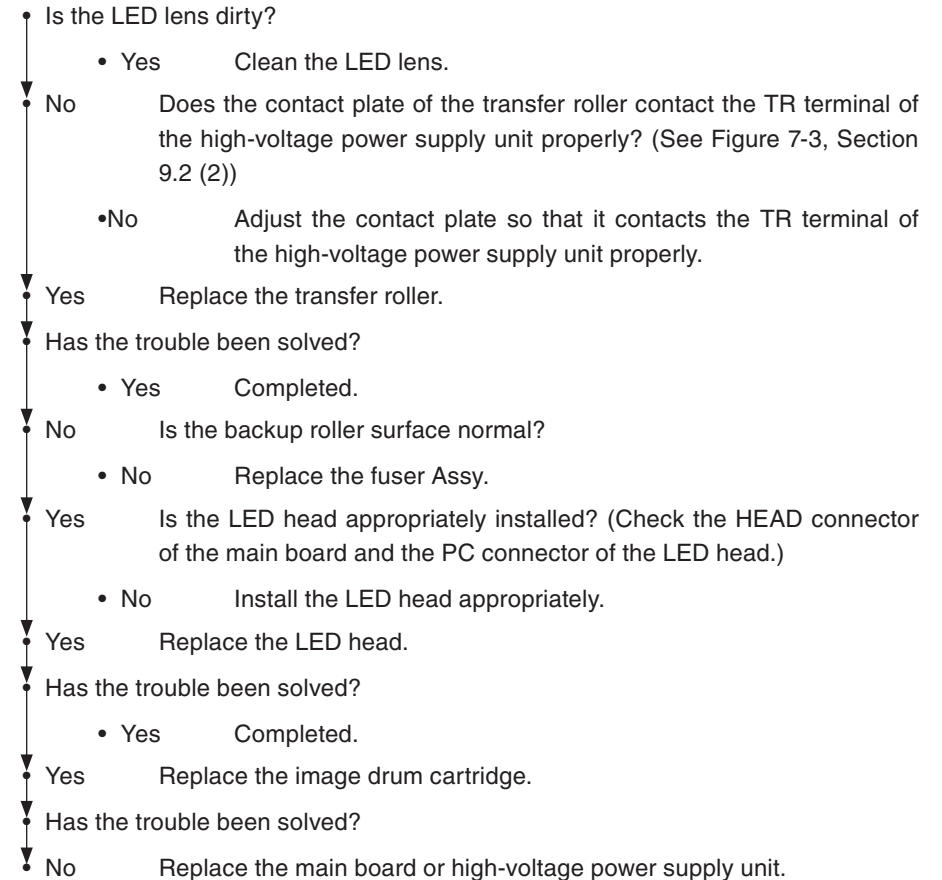 • Is the LED lens dirty?
• Yes Clean the LED lens.
• No Does the contact plate of the transfer roller contact the TR terminal of
the high-voltage power supply unit properly? (See Figure 7-3, Section
9.2 (2))
•No Adjust the contact plate so that it contacts the TR terminal of
the high-voltage power supply unit properly.
• Yes Replace the transfer roller.
• Has the trouble been solved?
• Yes Completed.
• No Is the backup roller surface normal?
• No Replace the fuser Assy.
• Yes Is the LED head appropriately installed? (Check the HEAD connector
of the main board and the PC connector of the LED head.)
• No Install the LED head appropriately.
• Yes Replace the LED head.
• Has the trouble been solved?
• Yes Completed.
• Yes Replace the image drum cartridge.
• Has the trouble been solved?
• No Replace the main board or high-voltage power supply unit.